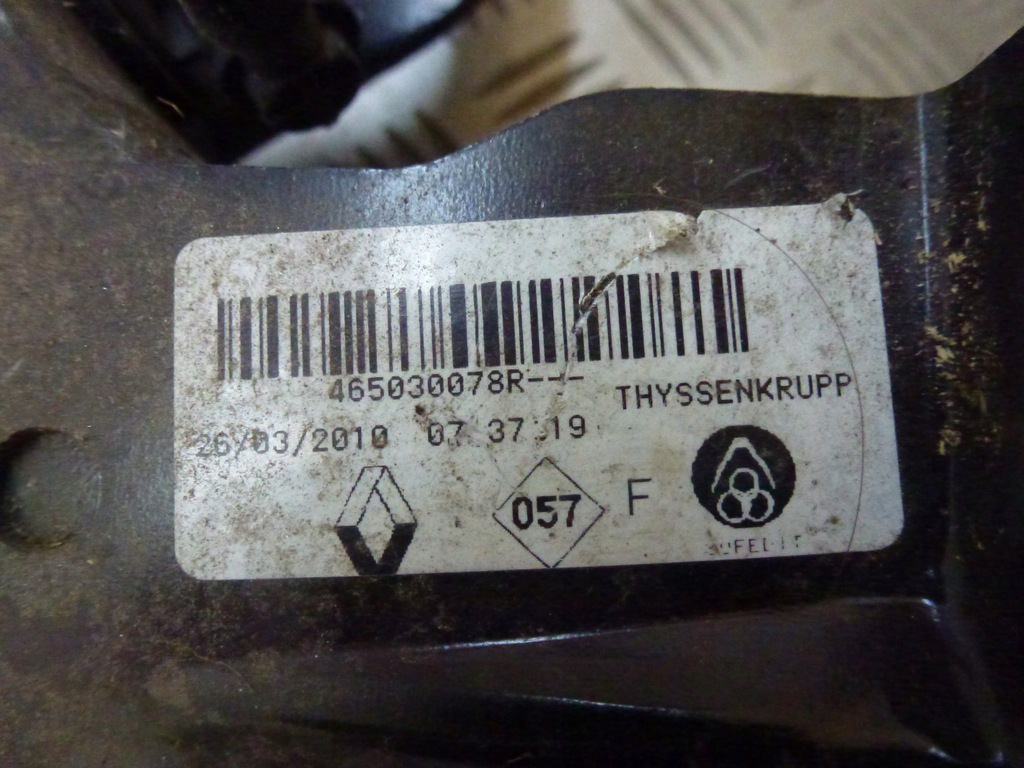 465030078R---
THYSSENKRUPP
26/03/2010 07 37 19
057
F